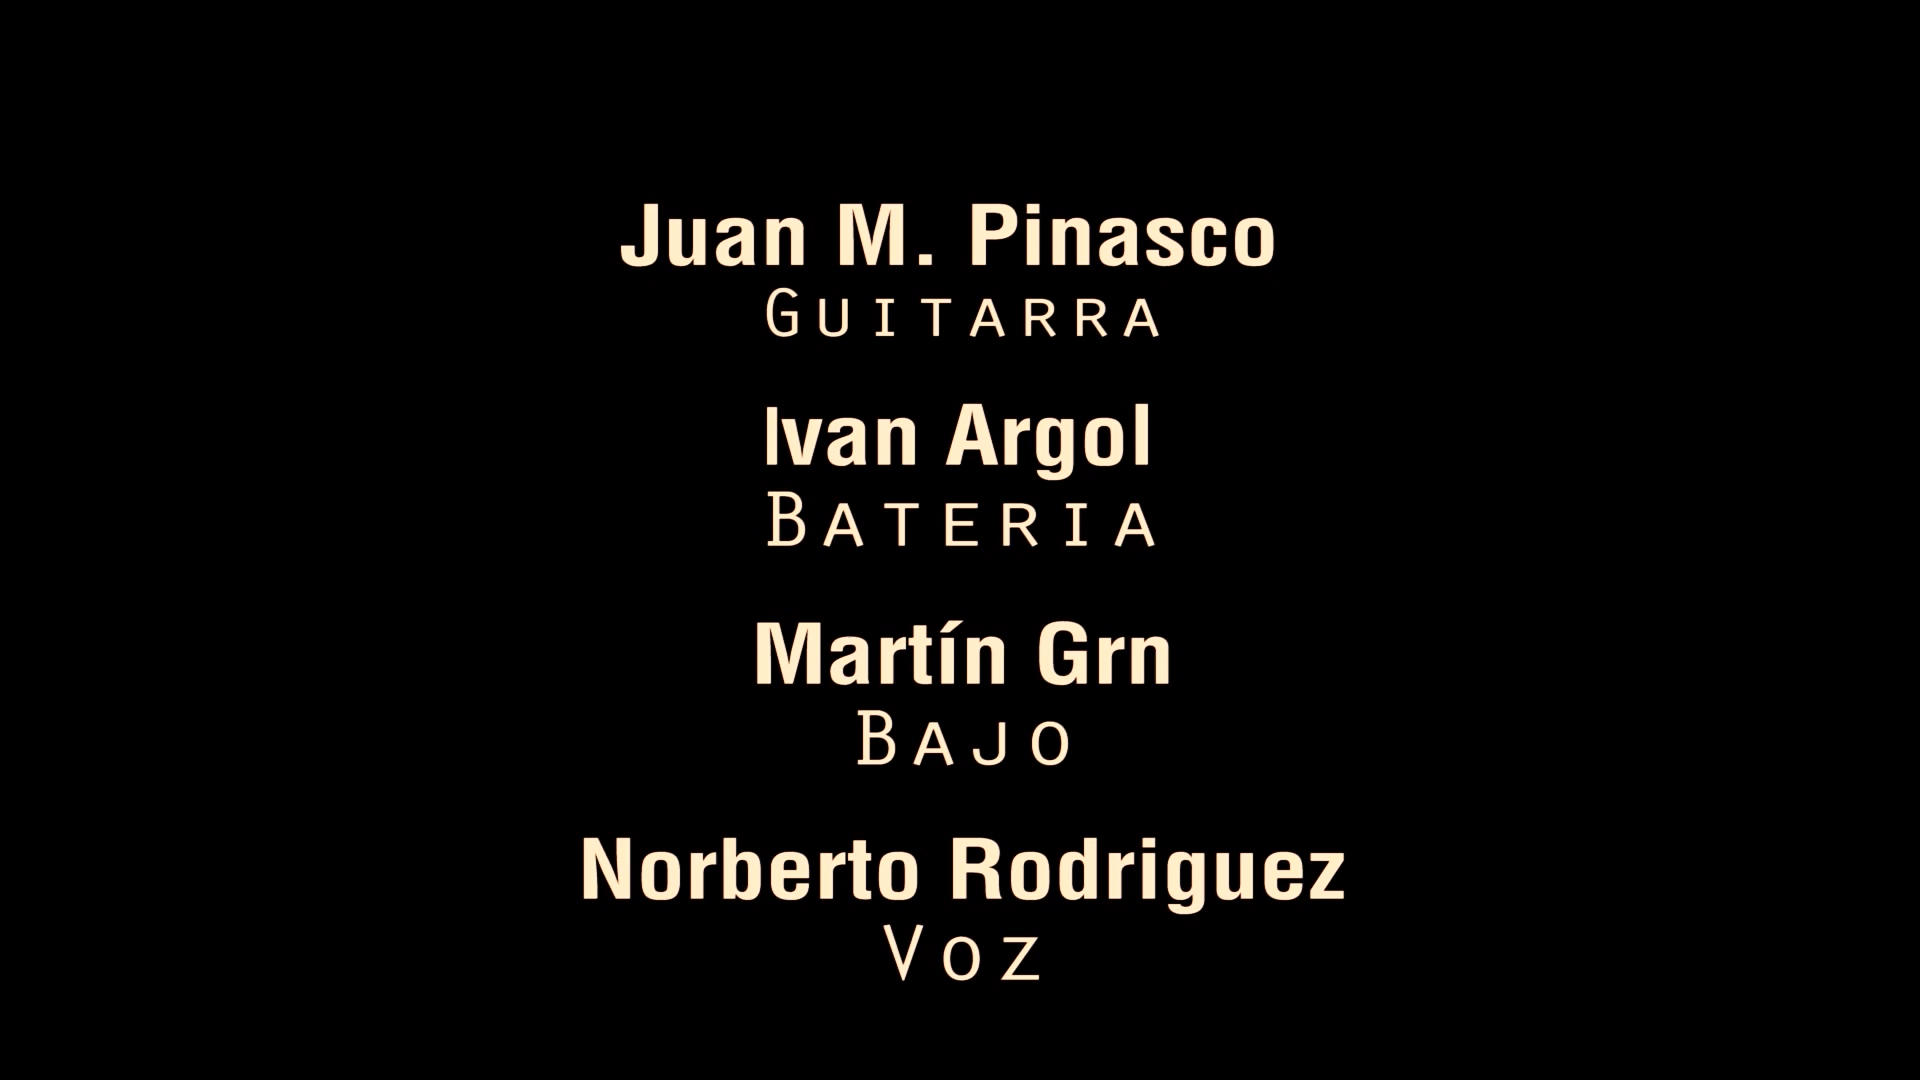 Juan M. Pinasco
Guitarra
Ivan Argol
Bateria
Martín Grn
Bajo
Norberto Rodriguez
Voz